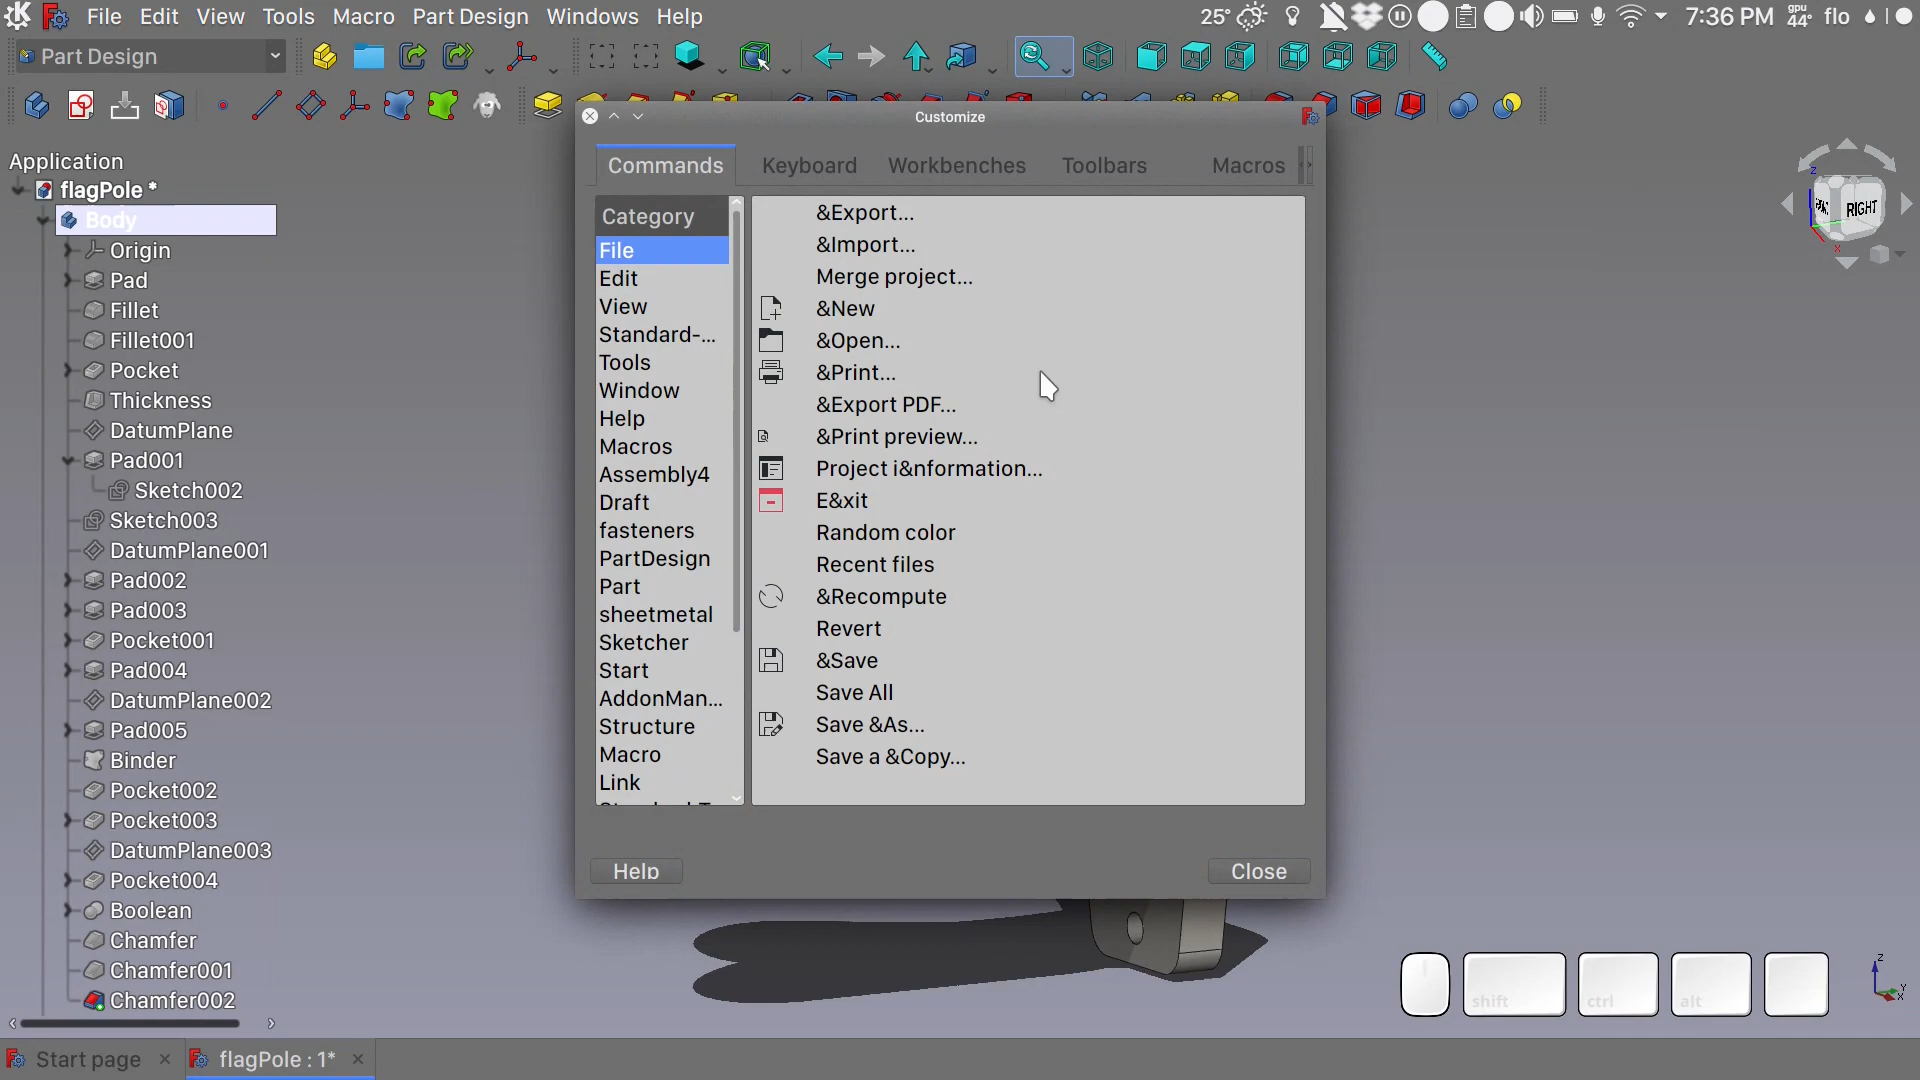 File Edit View Tools Macro Part Design Windows Help
25° 7:36 PM gpu 44° flo
Part Design
Customize
Commands Keyboard Workbenches Toolbars Macros
Application
flagPole *
Body
Origin
Pad
Fillet
Fillet001
Pocket
Thickness
DatumPlane
Pad001
Sketch002
Sketch003
DatumPlane001
Pad002
Pad003
Pocket001
Pad004
DatumPlane002
Pad005
Binder
Pocket002
Pocket003
DatumPlane003
Pocket004
Boolean
Chamfer
Chamfer001
Chamfer002
Category
File
Edit
View
Standard-...
Tools
Window
Help
Macros
Assembly4
Draft
fasteners
PartDesign
Part
sheetmetal
Sketcher
Start
AddonMan...
Structure
Macro
Link
&Export...
&Import...
Merge project...
&New
&Open...
&Print...
&Export PDF...
&Print preview...
Project i&nformation...
E&xit
Random color
Recent files
&Recompute
Revert
&Save
Save All
Save &As...
Save a &Copy...
Help Close
Z
RIGHT
X
shift ctrl alt
Z
Y
X
Start page flagPole : 1*